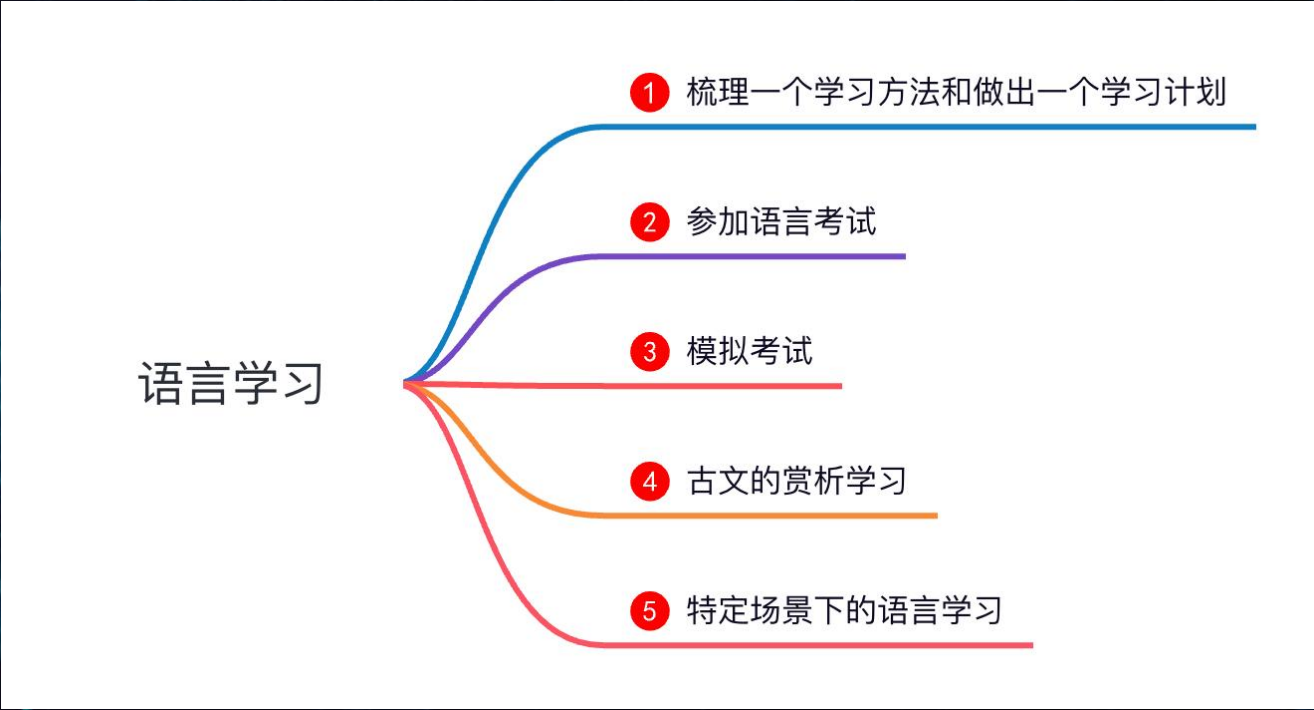 1 梳理一个学习方法和做出一个学习计划
2 参加语言考试
3 模拟考试
语言学习
4 古文的赏析学习
5 特定场景下的语言学习